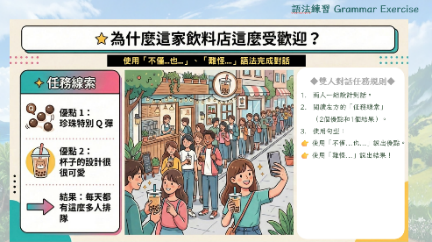 語法練習 Grammar Exercise
為什麼這家飲料店這麼受歡迎？
使用「不僅…也…」、「難怪…」語法完成對話
任務線索
優點 1：
珍珠特別 Q 彈
優點 2：
杯子的設計很
很可愛
結果：每天都
有這麼多人排
隊
◆雙人對話任務規則◆
1. 兩人一組輪流對話。
2. 閱讀左方的「任務線索」
（2個優點和1個結果）。
3. 使用句型：
👉 使用「不僅…也…」說出優點。
👉 使用「難怪…」說出結果！